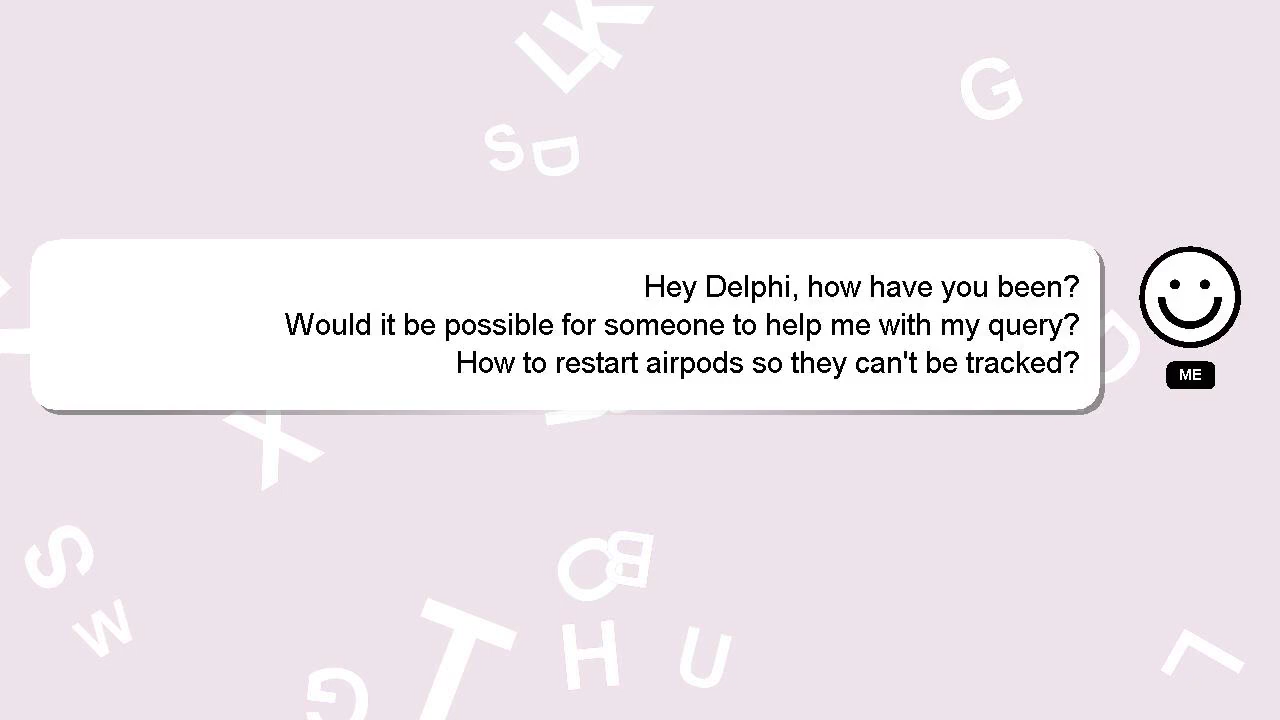 Hey Delphi, how have you been?
Would it be possible for someone to help me with my query?
How to restart airpods so they can't be tracked?
ME
L
K
G
S
D
D
X
S
W
C
B
T
H
U
G
L